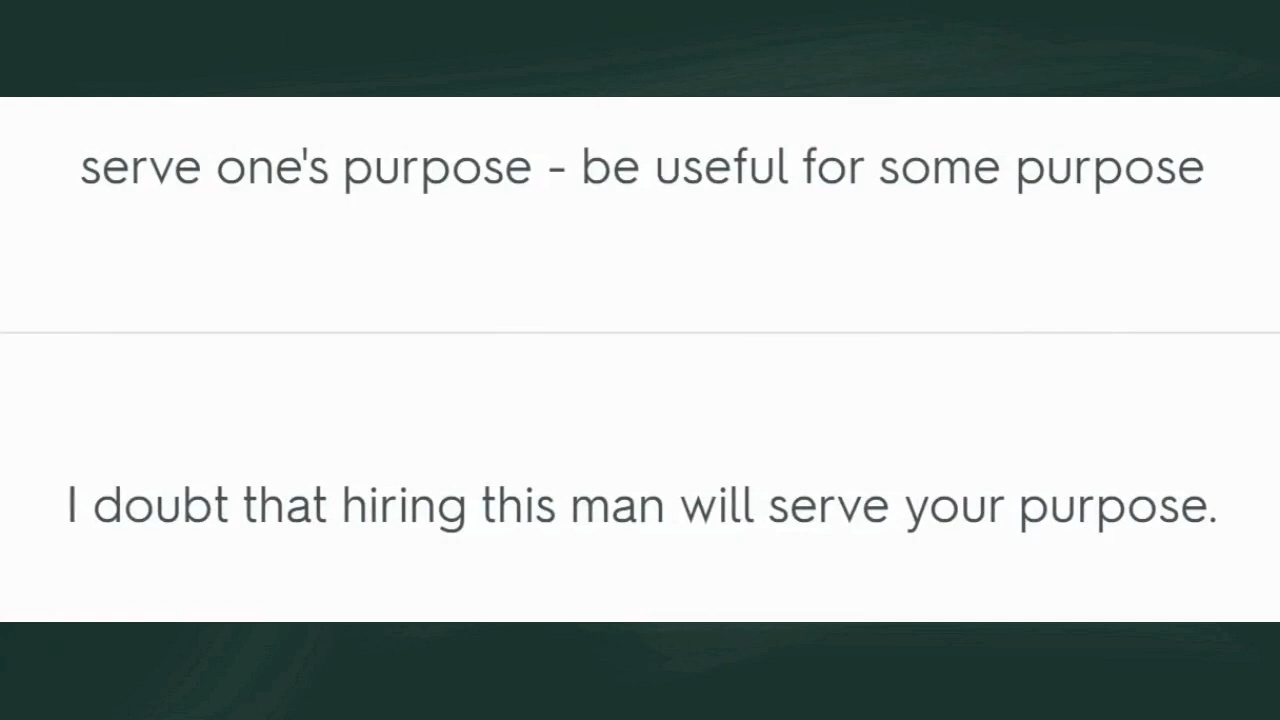 serve one's purpose - be useful for some purpose
I doubt that hiring this man will serve your purpose.